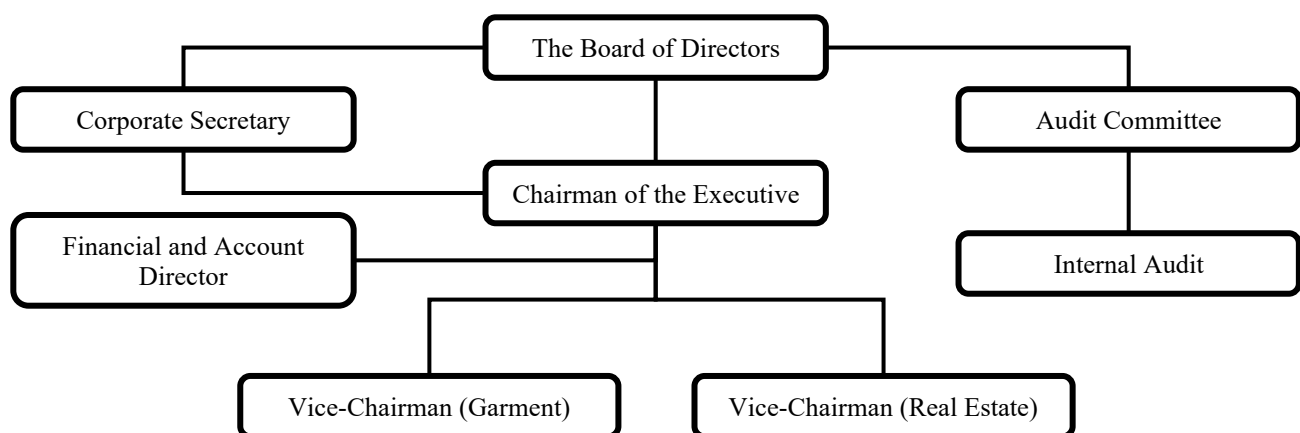 The Board of Directors
Corporate Secretary
Audit Committee
Chairman of the Executive
Financial and Account
Director
Internal Audit
Vice-Chairman (Garment)
Vice-Chairman (Real Estate)